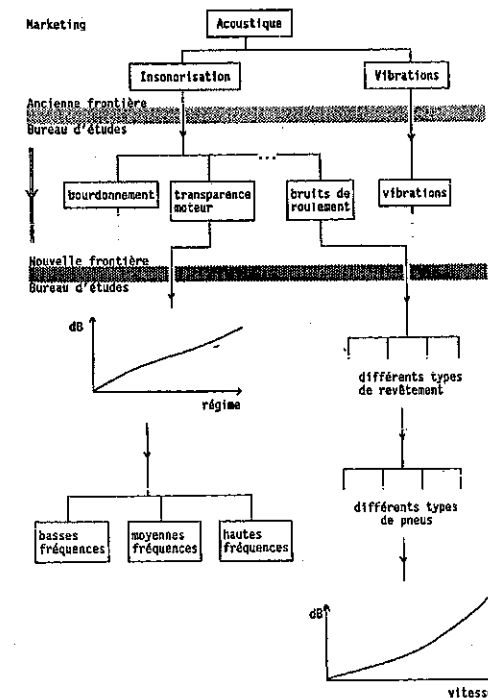 Marketing
Acoustique
Insonorisation
Vibrations
Ancienne frontière
Bureau d'études
...
bourdonnement
transparence
moteur
bruits de
roulement
vibrations
Nouvelle frontière
Bureau d'études
dB
régime
différents types
de revêtement
basses
fréquences
moyennes
fréquences
hautes
fréquences
différents types
de pneus
dB
vitess